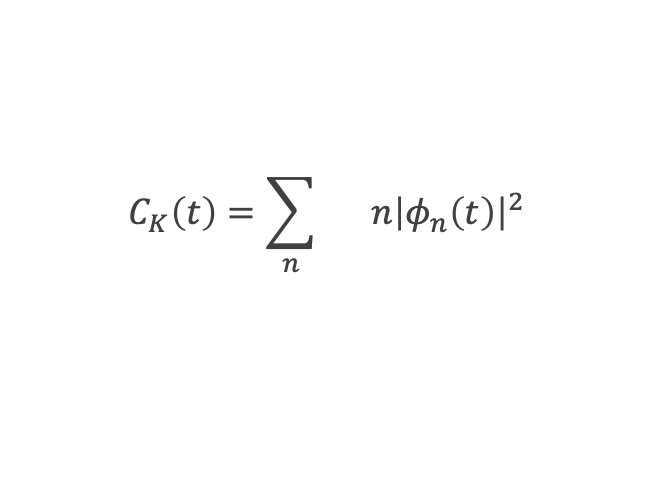 C_K(t) = ∑_n n|ϕ_n(t)|²